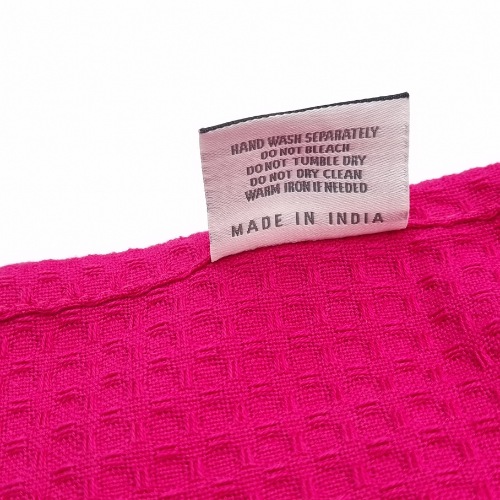 HAND WASH SEPARATELY
DO NOT BLEACH
DO NOT TUMBLE DRY
DO NOT DRY CLEAN
WARM IRON IF NEEDED
MADE IN INDIA